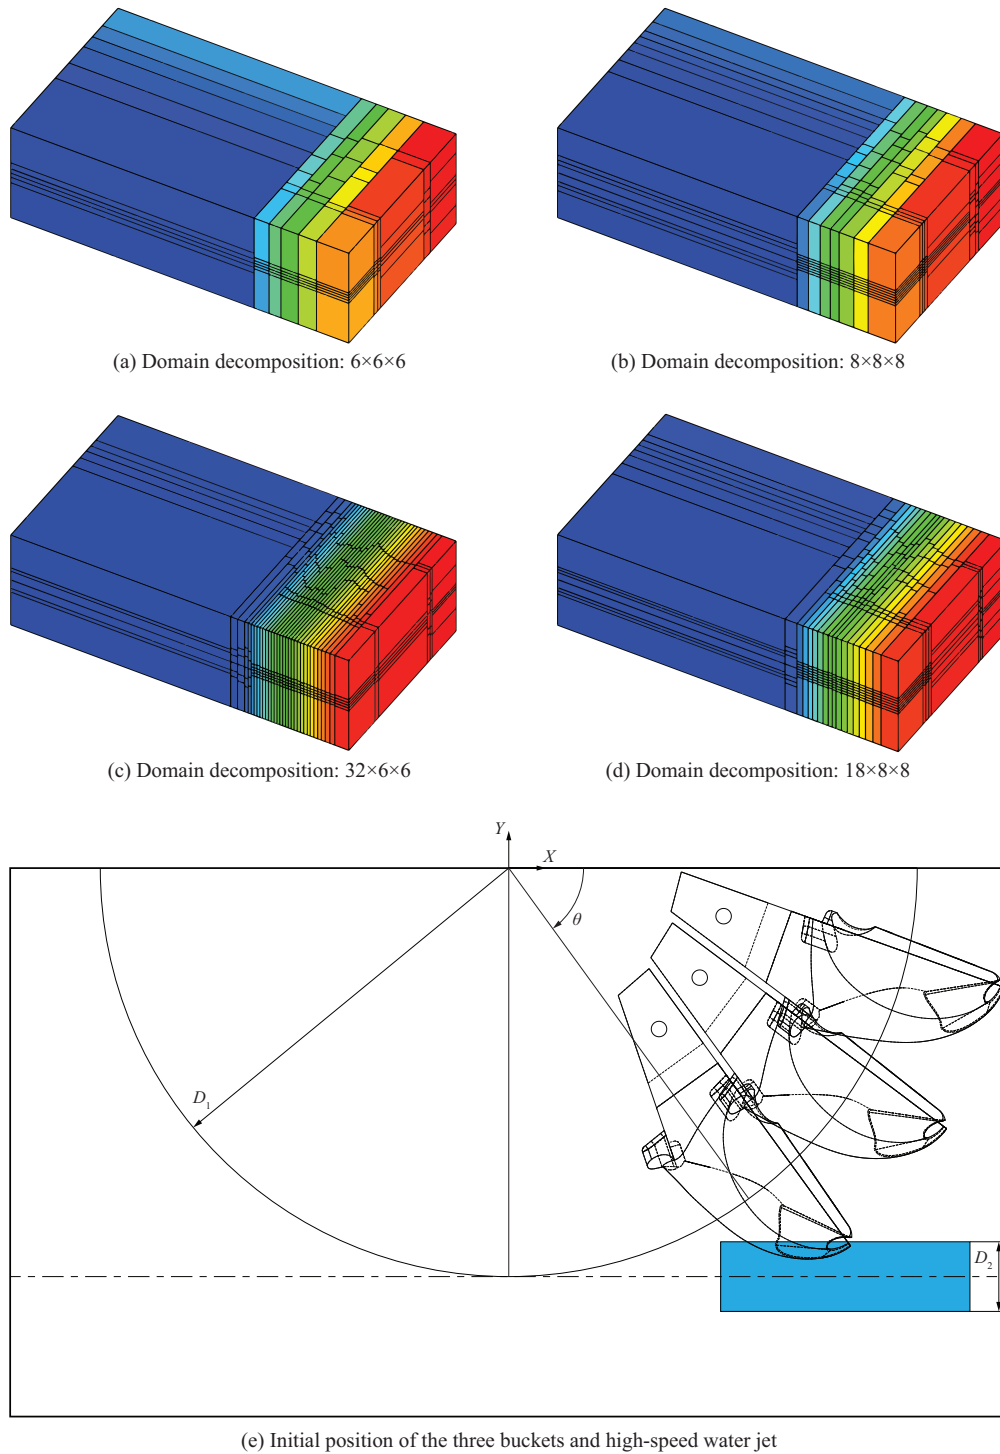 (a) Domain decomposition: 6×6×6
(b) Domain decomposition: 8×8×8
(c) Domain decomposition: 32×6×6
(d) Domain decomposition: 18×8×8
Y
X
θ
D₁
D₂
(e) Initial position of the three buckets and high-speed water jet